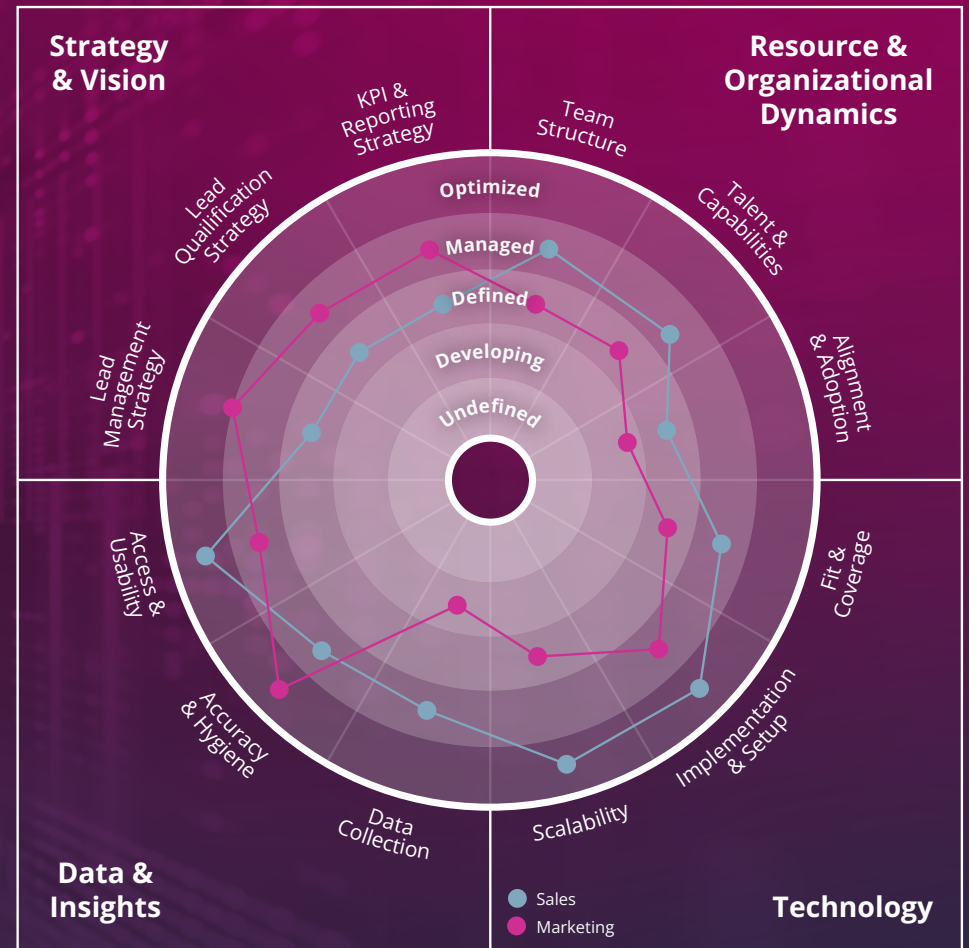 Strategy
& Vision
Resource &
Organizational
Dynamics
KPI &
Reporting
Strategy
Team
Structure
Lead
Quailification
Strategy
Talent &
Capabilities
Lead
Management
Strategy
Alignment
& Adoption
Optimized
Managed
Defined
Developing
Undefined
Access &
Usability
Fit &
Coverage
Accuracy
& Hygiene
Implementation
& Setup
Data
Collection
Scalability
Data &
Insights
Sales
Marketing
Technology